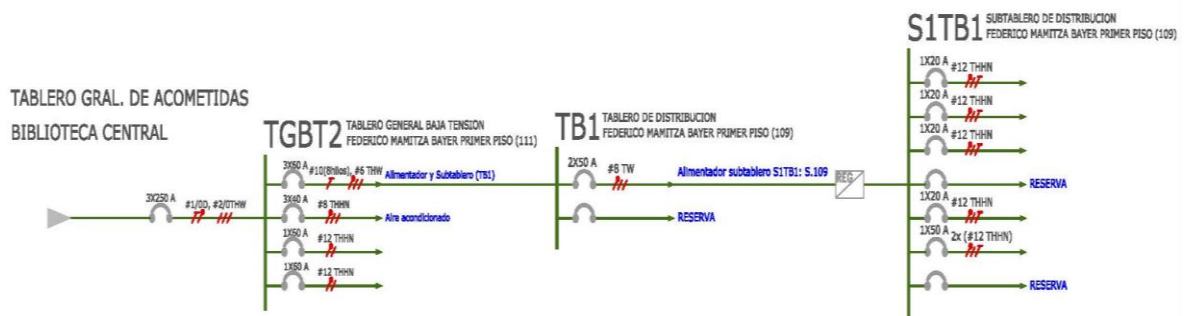 TABLERO GRAL. DE ACOMETIDAS
BIBLIOTECA CENTRAL
3X250 A
#1/0D, #2/0THW
TGBT2
TABLERO GENERAL BAJA TENSION
FEDERICO MAMITZA BAYER PRIMER PISO (111)
3X60 A
#10(8hilos), #6 THW
Alimentador y Subtablero (TB1)
3X40 A
#8 THHN
Aire acondicionado
1X60 A
#12 THHN
1X60 A
#12 THHN
TB1
TABLERO DE DISTRIBUCION
FEDERICO MAMITZA BAYER PRIMER PISO (109)
2X50 A
#8 TW
Alimentador subtablero S1TB1: S.109
REG
RESERVA
S1TB1
SUBTABLERO DE DISTRIBUCION
FEDERICO MAMITZA BAYER PRIMER PISO (109)
1X20 A
#12 THHN
1X20 A
#12 THHN
1X20 A
#12 THHN
RESERVA
1X20 A
#12 THHN
1X50 A
2x (#12 THHN)
RESERVA